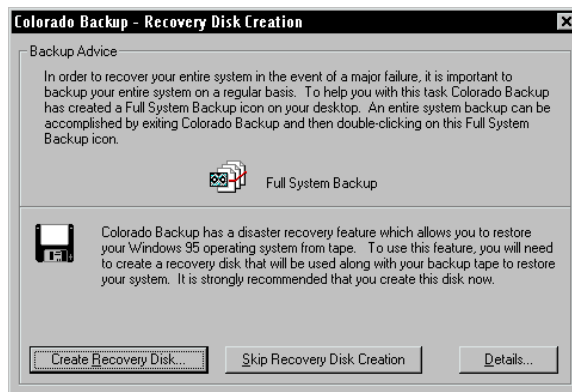 Colorado Backup - Recovery Disk Creation
Backup Advice
In order to recover your entire system in the event of a major failure, it is important to
backup your entire system on a regular basis. To help you with this task Colorado Backup
has created a Full System Backup icon on your desktop. An entire system backup can be
accomplished by exiting Colorado Backup and then double-clicking on this Full System
Backup icon.
Full System Backup
Colorado Backup has a disaster recovery feature which allows you to restore
your Windows 95 operating system from tape. To use this feature, you will need
to create a recovery disk that will be used along with your backup tape to restore
your system. It is strongly recommended that you create this disk now.
Create Recovery Disk...
Skip Recovery Disk Creation
Details...